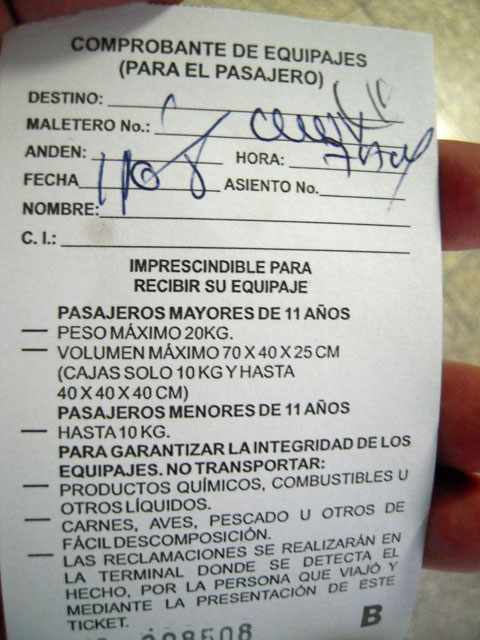 COMPROBANTE DE EQUIPAJES
(PARA EL PASAJERO)
DESTINO:
MALETERO No.:
ANDEN: HORA:
FECHA ASIENTO No.
NOMBRE:
C. I.:
IMPRESCINDIBLE PARA
RECIBIR SU EQUIPAJE
PASAJEROS MAYORES DE 11 AÑOS
— PESO MÁXIMO 20KG.
— VOLUMEN MÁXIMO 70 X 40 X 25 CM
(CAJAS SOLO 10 KG Y HASTA
40 X 40 X 40 CM)
PASAJEROS MENORES DE 11 AÑOS
— HASTA 10 KG.
PARA GARANTIZAR LA INTEGRIDAD DE LOS
EQUIPAJES. NO TRANSPORTAR:
— PRODUCTOS QUÍMICOS, COMBUSTIBLES U
OTROS LÍQUIDOS.
— CARNES, AVES, PESCADO U OTROS DE
FÁCIL DESCOMPOSICIÓN.
— LAS RECLAMACIONES SE REALIZARÁN EN
LA TERMINAL DONDE SE DETECTA EL
HECHO, POR LA PERSONA QUE VIAJÓ Y
MEDIANTE LA PRESENTACIÓN DE ESTE
TICKET.
B